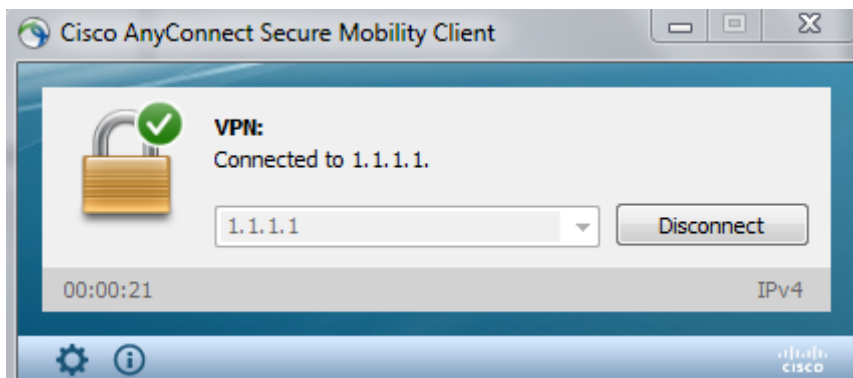 Cisco AnyConnect Secure Mobility Client
VPN:
Connected to 1.1.1.1.
1.1.1.1
Disconnect
00:00:21
IPv4
CISCO